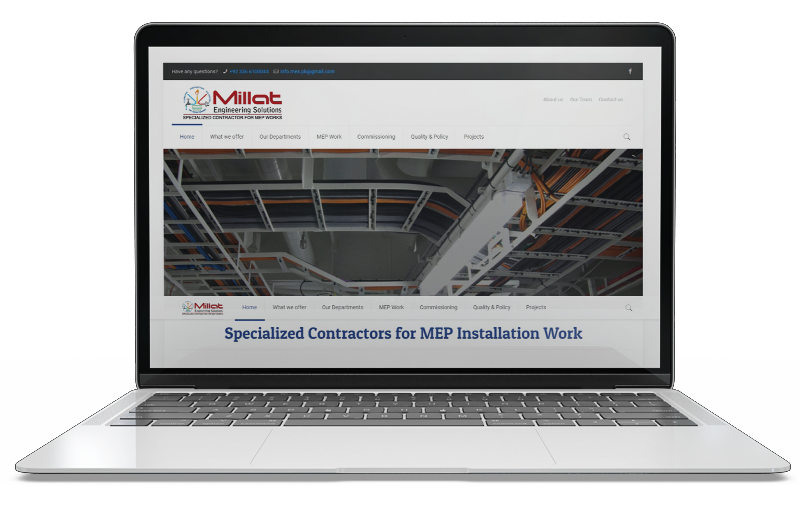 Have any questions?
About us Our Team Contact us
Millat
Engineering Solutions
SPECIALIZED CONTRACTOR FOR MEP WORKS
Home What we offer Our Departments MEP Work Commissioning Quality & Policy Projects
Millat
Engineering Solutions
Home What we offer Our Departments MEP Work Commissioning Quality & Policy Projects
Specialized Contractors for MEP Installation Work